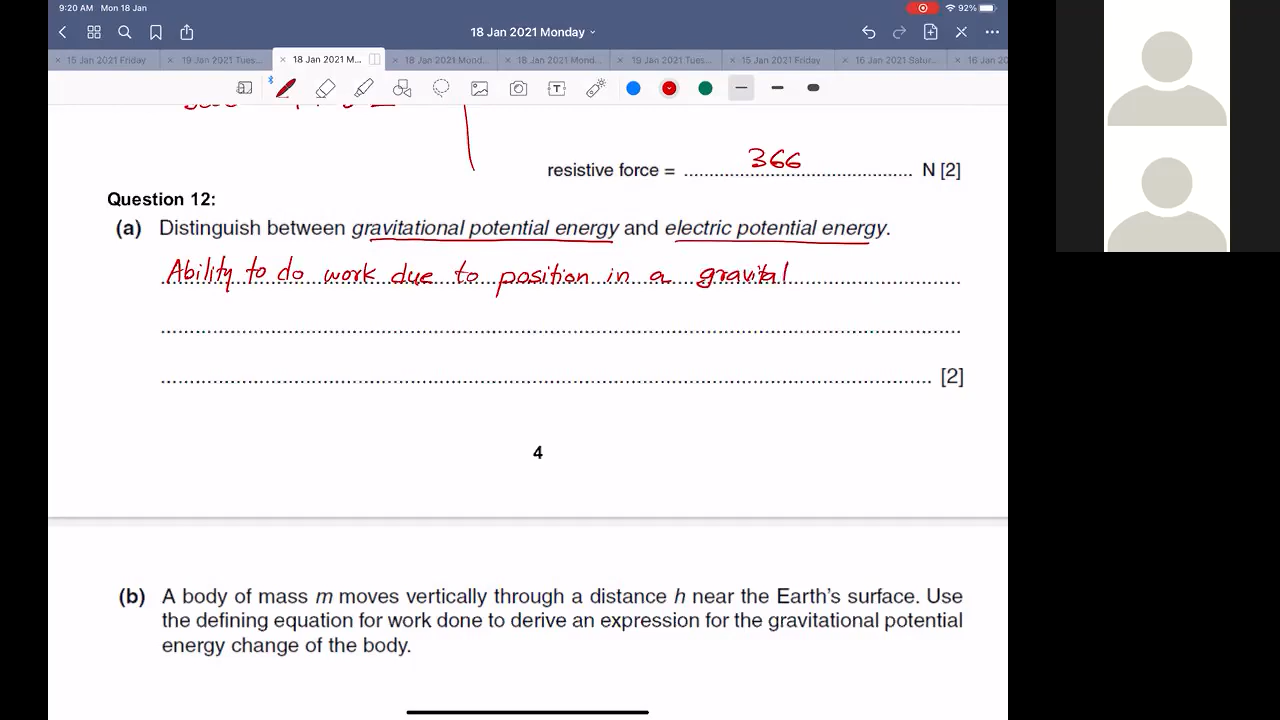 9:20 AM Mon 18 Jan
92%
18 Jan 2021 Monday
15 Jan 2021 Friday
19 Jan 2021 Tues...
18 Jan 2021 M...
18 Jan 2021 Mond...
18 Jan 2021 Mond...
19 Jan 2021 Tues...
15 Jan 2021 Friday
16 Jan 2021 Satur...
16 Jan 20
resistive force = 366 N [2]
Question 12:
(a) Distinguish between gravitational potential energy and electric potential energy.
Ability to do work due to position in a gravital
[2]
4
(b) A body of mass m moves vertically through a distance h near the Earth's surface. Use
the defining equation for work done to derive an expression for the gravitational potential
energy change of the body.